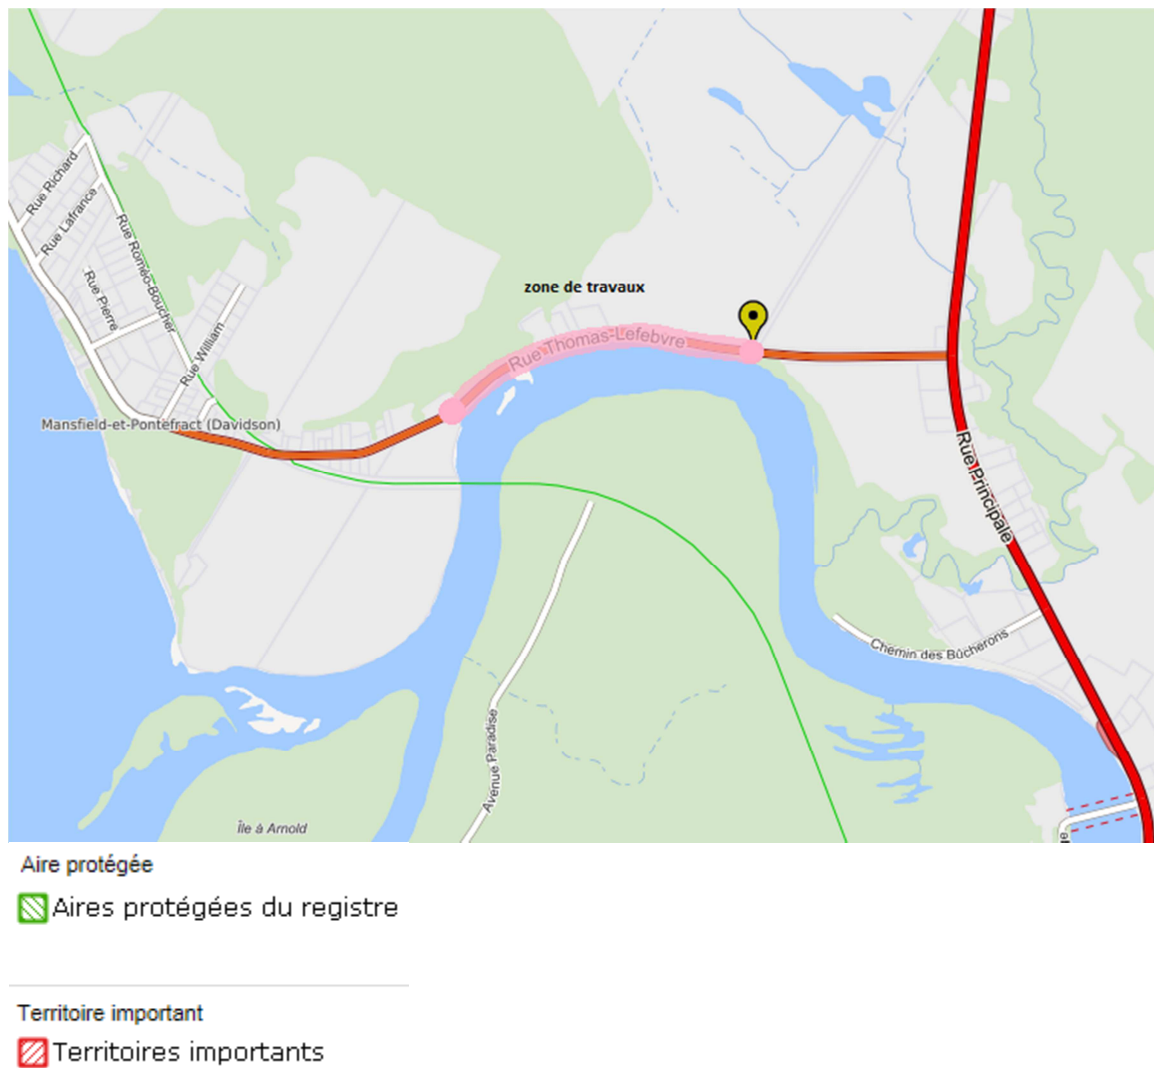 Rue Richard
Rue Lafrance
Rue Pierre
Rue Roméo-Boucher
Rue William
zone de travaux
Rue Thomas-Lefebvre
Mansfield-et-Pontefract (Davidson)
Rue Principale
Chemin des Bûcherons
Avenue Paradise
Île à Arnold
Aire protégée
Aires protégées du registre
Territoire important
Territoires importants